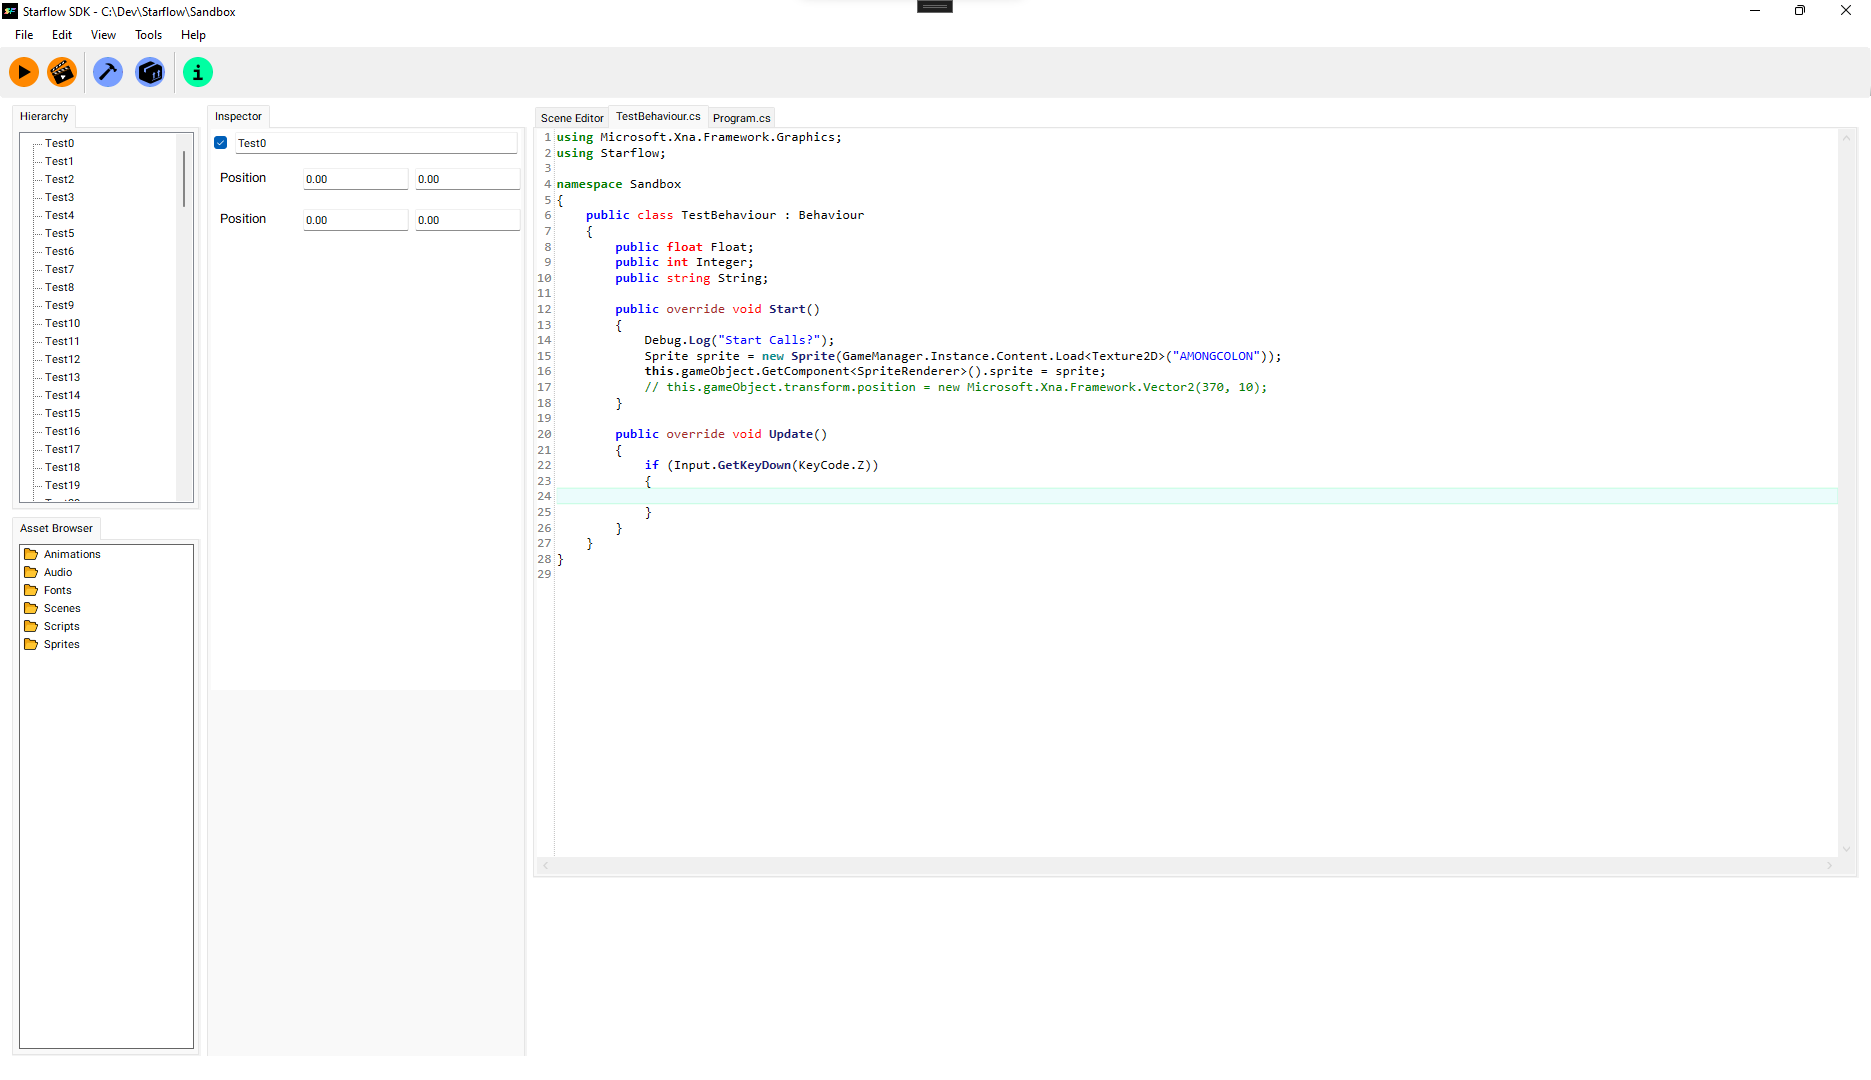 Starflow SDK - C:\Dev\Starflow\Sandbox
File Edit View Tools Help
Hierarchy
Test0
Test1
Test2
Test3
Test4
Test5
Test6
Test7
Test8
Test9
Test10
Test11
Test12
Test13
Test14
Test15
Test16
Test17
Test18
Test19
Asset Browser
Animations
Audio
Fonts
Scenes
Scripts
Sprites
Inspector
Test0
Position 0.00 0.00
Position 0.00 0.00
Scene Editor TestBehaviour.cs Program.cs
1 using Microsoft.Xna.Framework.Graphics;
2 using Starflow;
3
4 namespace Sandbox
5 {
6 public class TestBehaviour : Behaviour
7 {
8 public float Float;
9 public int Integer;
10 public string String;
11
12 public override void Start()
13 {
14 Debug.Log("Start Calls?");
15 Sprite sprite = new Sprite(GameManager.Instance.Content.Load<Texture2D>("AMONGCOLON"));
16 this.gameObject.GetComponent<SpriteRenderer>().sprite = sprite;
17 // this.gameObject.transform.position = new Microsoft.Xna.Framework.Vector2(370, 10);
18 }
19
20 public override void Update()
21 {
22 if (Input.GetKeyDown(KeyCode.Z))
23 {
24
25 }
26 }
27 }
28 }
29